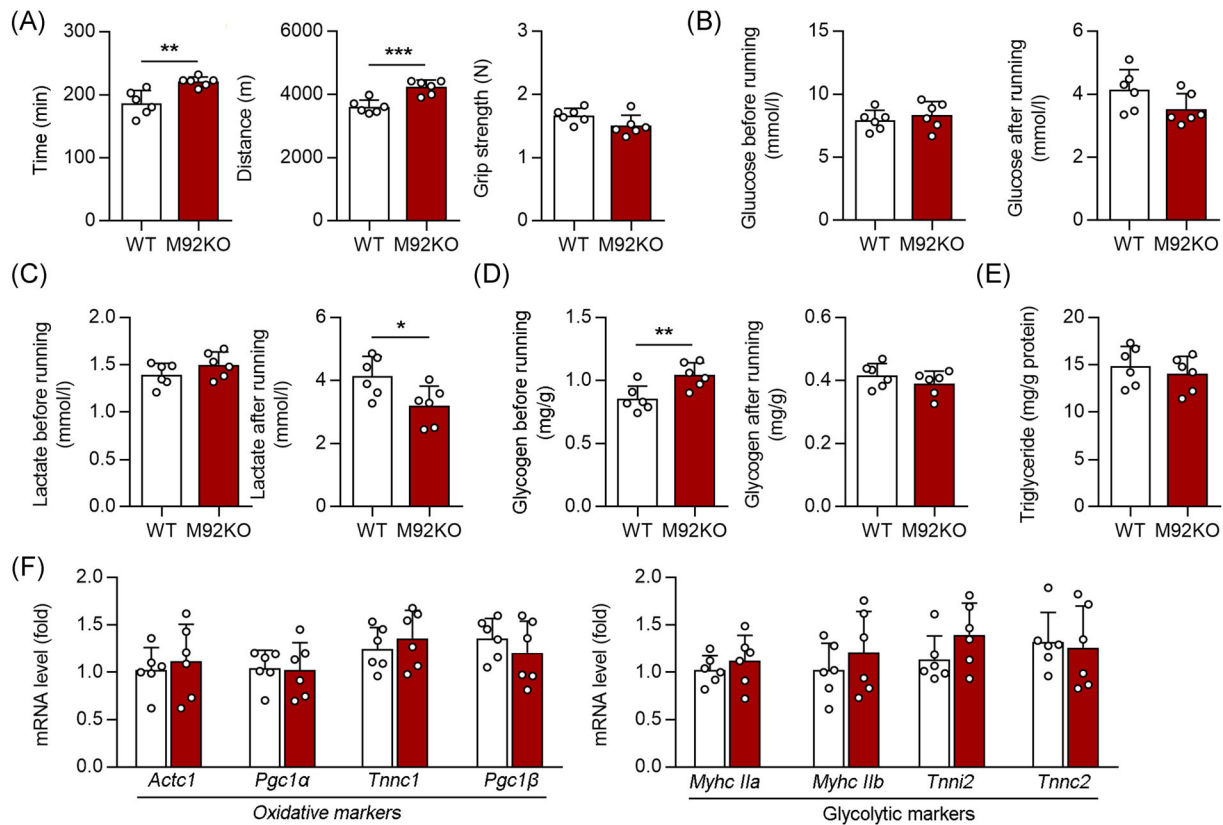 (A)
Time (min)
300
200
100
0
**
WT M92KO
Distance (m)
6000
4000
2000
0
***
WT M92KO
Grip strength (N)
3
2
1
0
WT M92KO
(B)
Gluucose before running
(mmol/l)
15
10
5
0
WT M92KO
Glucose after running
(mmol/l)
6
4
2
0
WT M92KO
(C)
Lactate before running
(mmol/l)
2.0
1.5
1.0
0.5
0.0
WT M92KO
Lactate after running
(mmol/l)
6
4
2
0
*
WT M92KO
(D)
Glycogen before running
(mg/g)
1.5
1.0
0.5
0.0
**
WT M92KO
Glycogen after running
(mg/g)
0.6
0.4
0.2
0.0
WT M92KO
(E)
Triglyceride (mg/g protein)
20
15
10
5
0
WT M92KO
(F)
mRNA level (fold)
2.0
1.5
1.0
0.5
0.0
Actc1 Pgc1α Tnnc1 Pgc1β
Oxidative markers
mRNA level (fold)
2.0
1.5
1.0
0.5
0.0
Myhc IIa Myhc IIb Tnni2 Tnnc2
Glycolytic markers